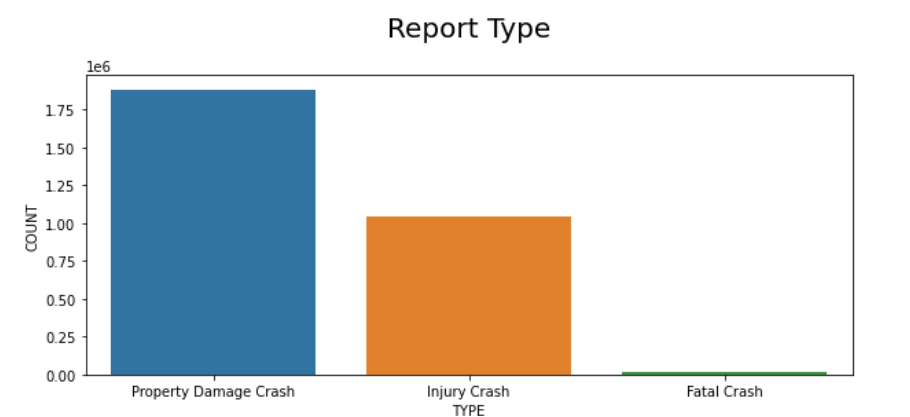 Report Type
1e6
1.75
1.50
1.25
1.00
0.75
0.50
0.25
0.00
COUNT
Property Damage Crash Injury Crash Fatal Crash
TYPE